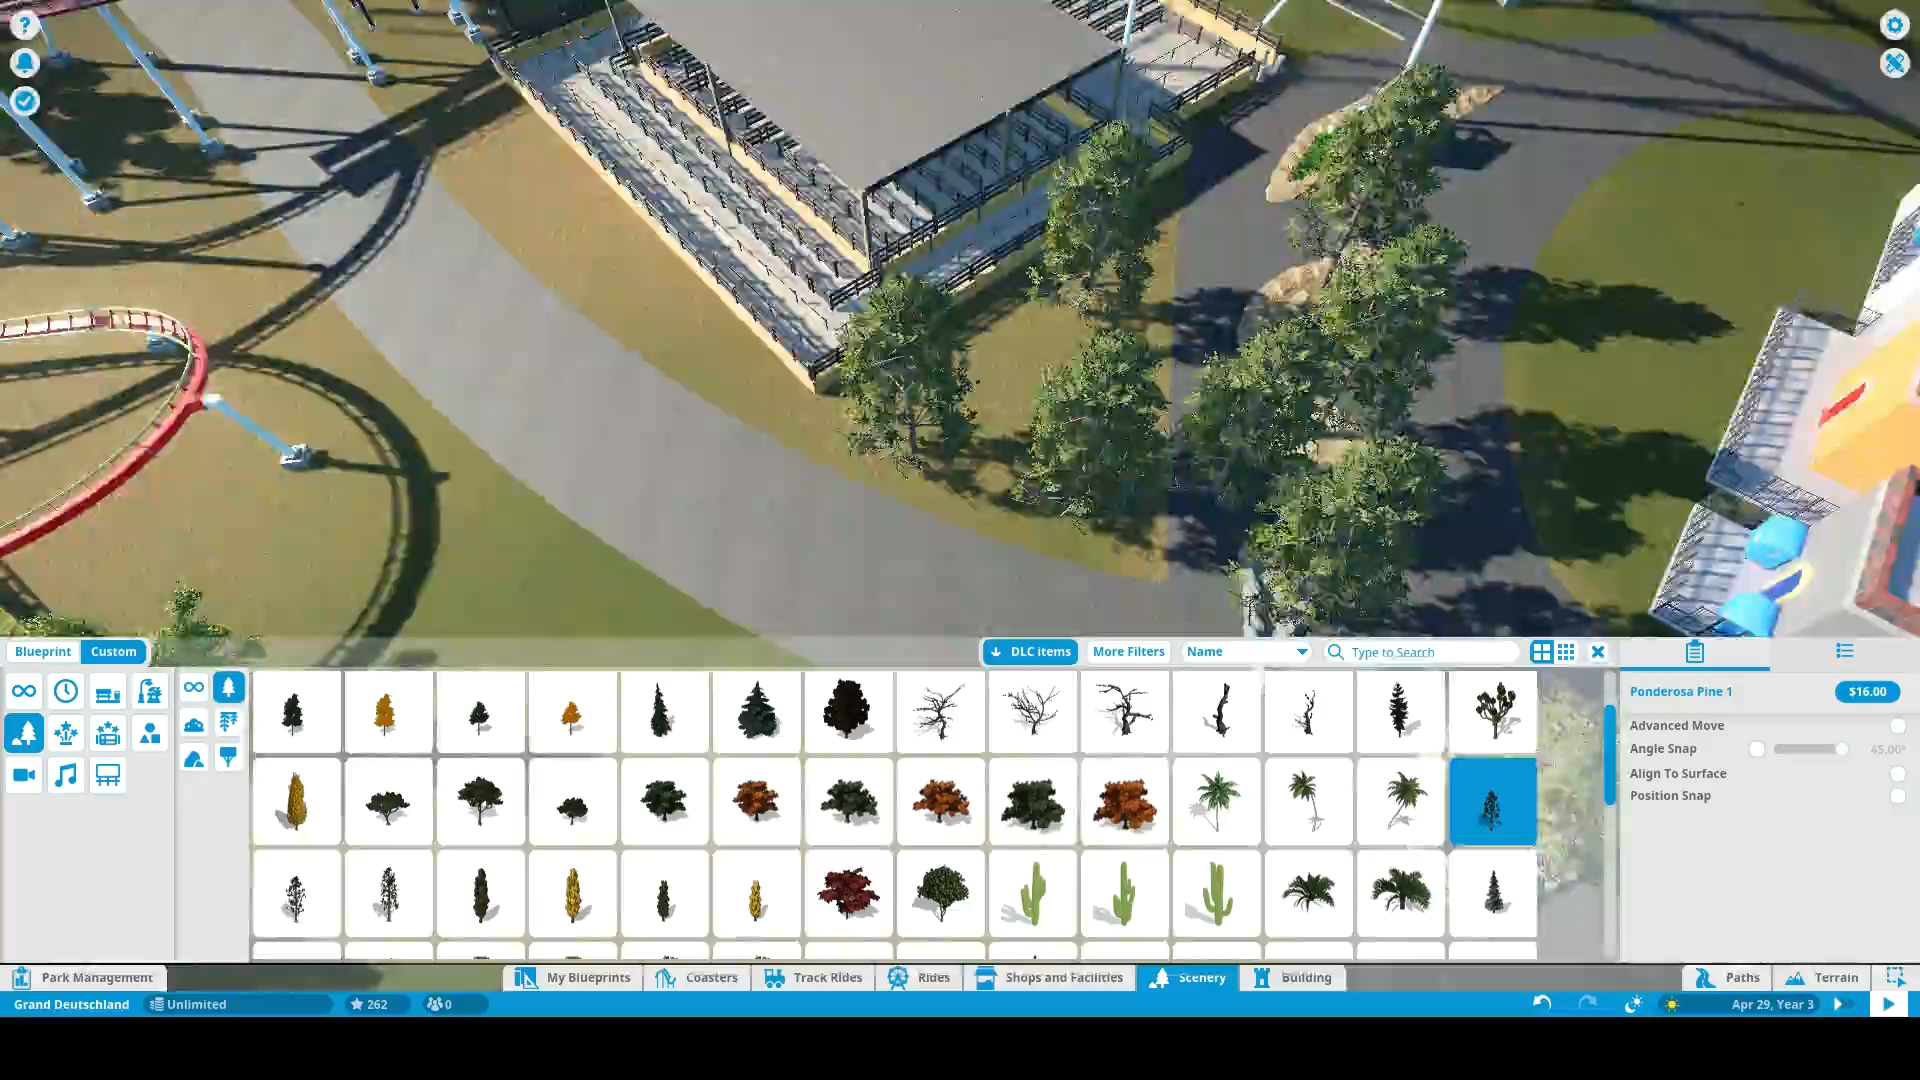 Blueprint
Custom
DLC items
More Filters
Name
Type to Search
Ponderosa Pine 1
$16.00
Advanced Move
Angle Snap
45.00°
Align To Surface
Position Snap
Park Management
My Blueprints
Coasters
Track Rides
Rides
Shops and Facilities
Scenery
Building
Paths
Terrain
Grand Deutschland
Unlimited
262
0
Apr 29, Year 3